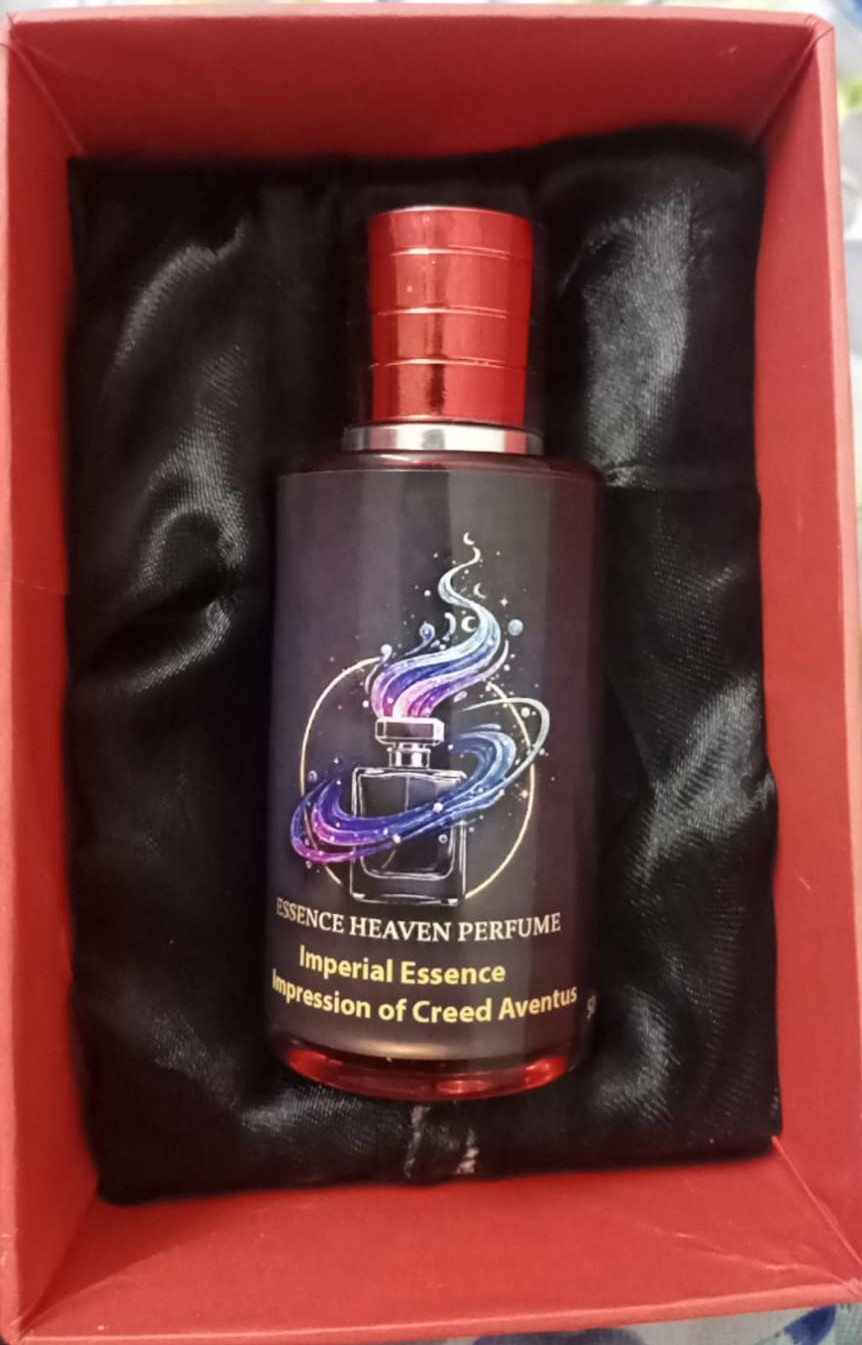 ESSENCE HEAVEN PERFUME
Imperial Essence
Impression of Creed Aventus